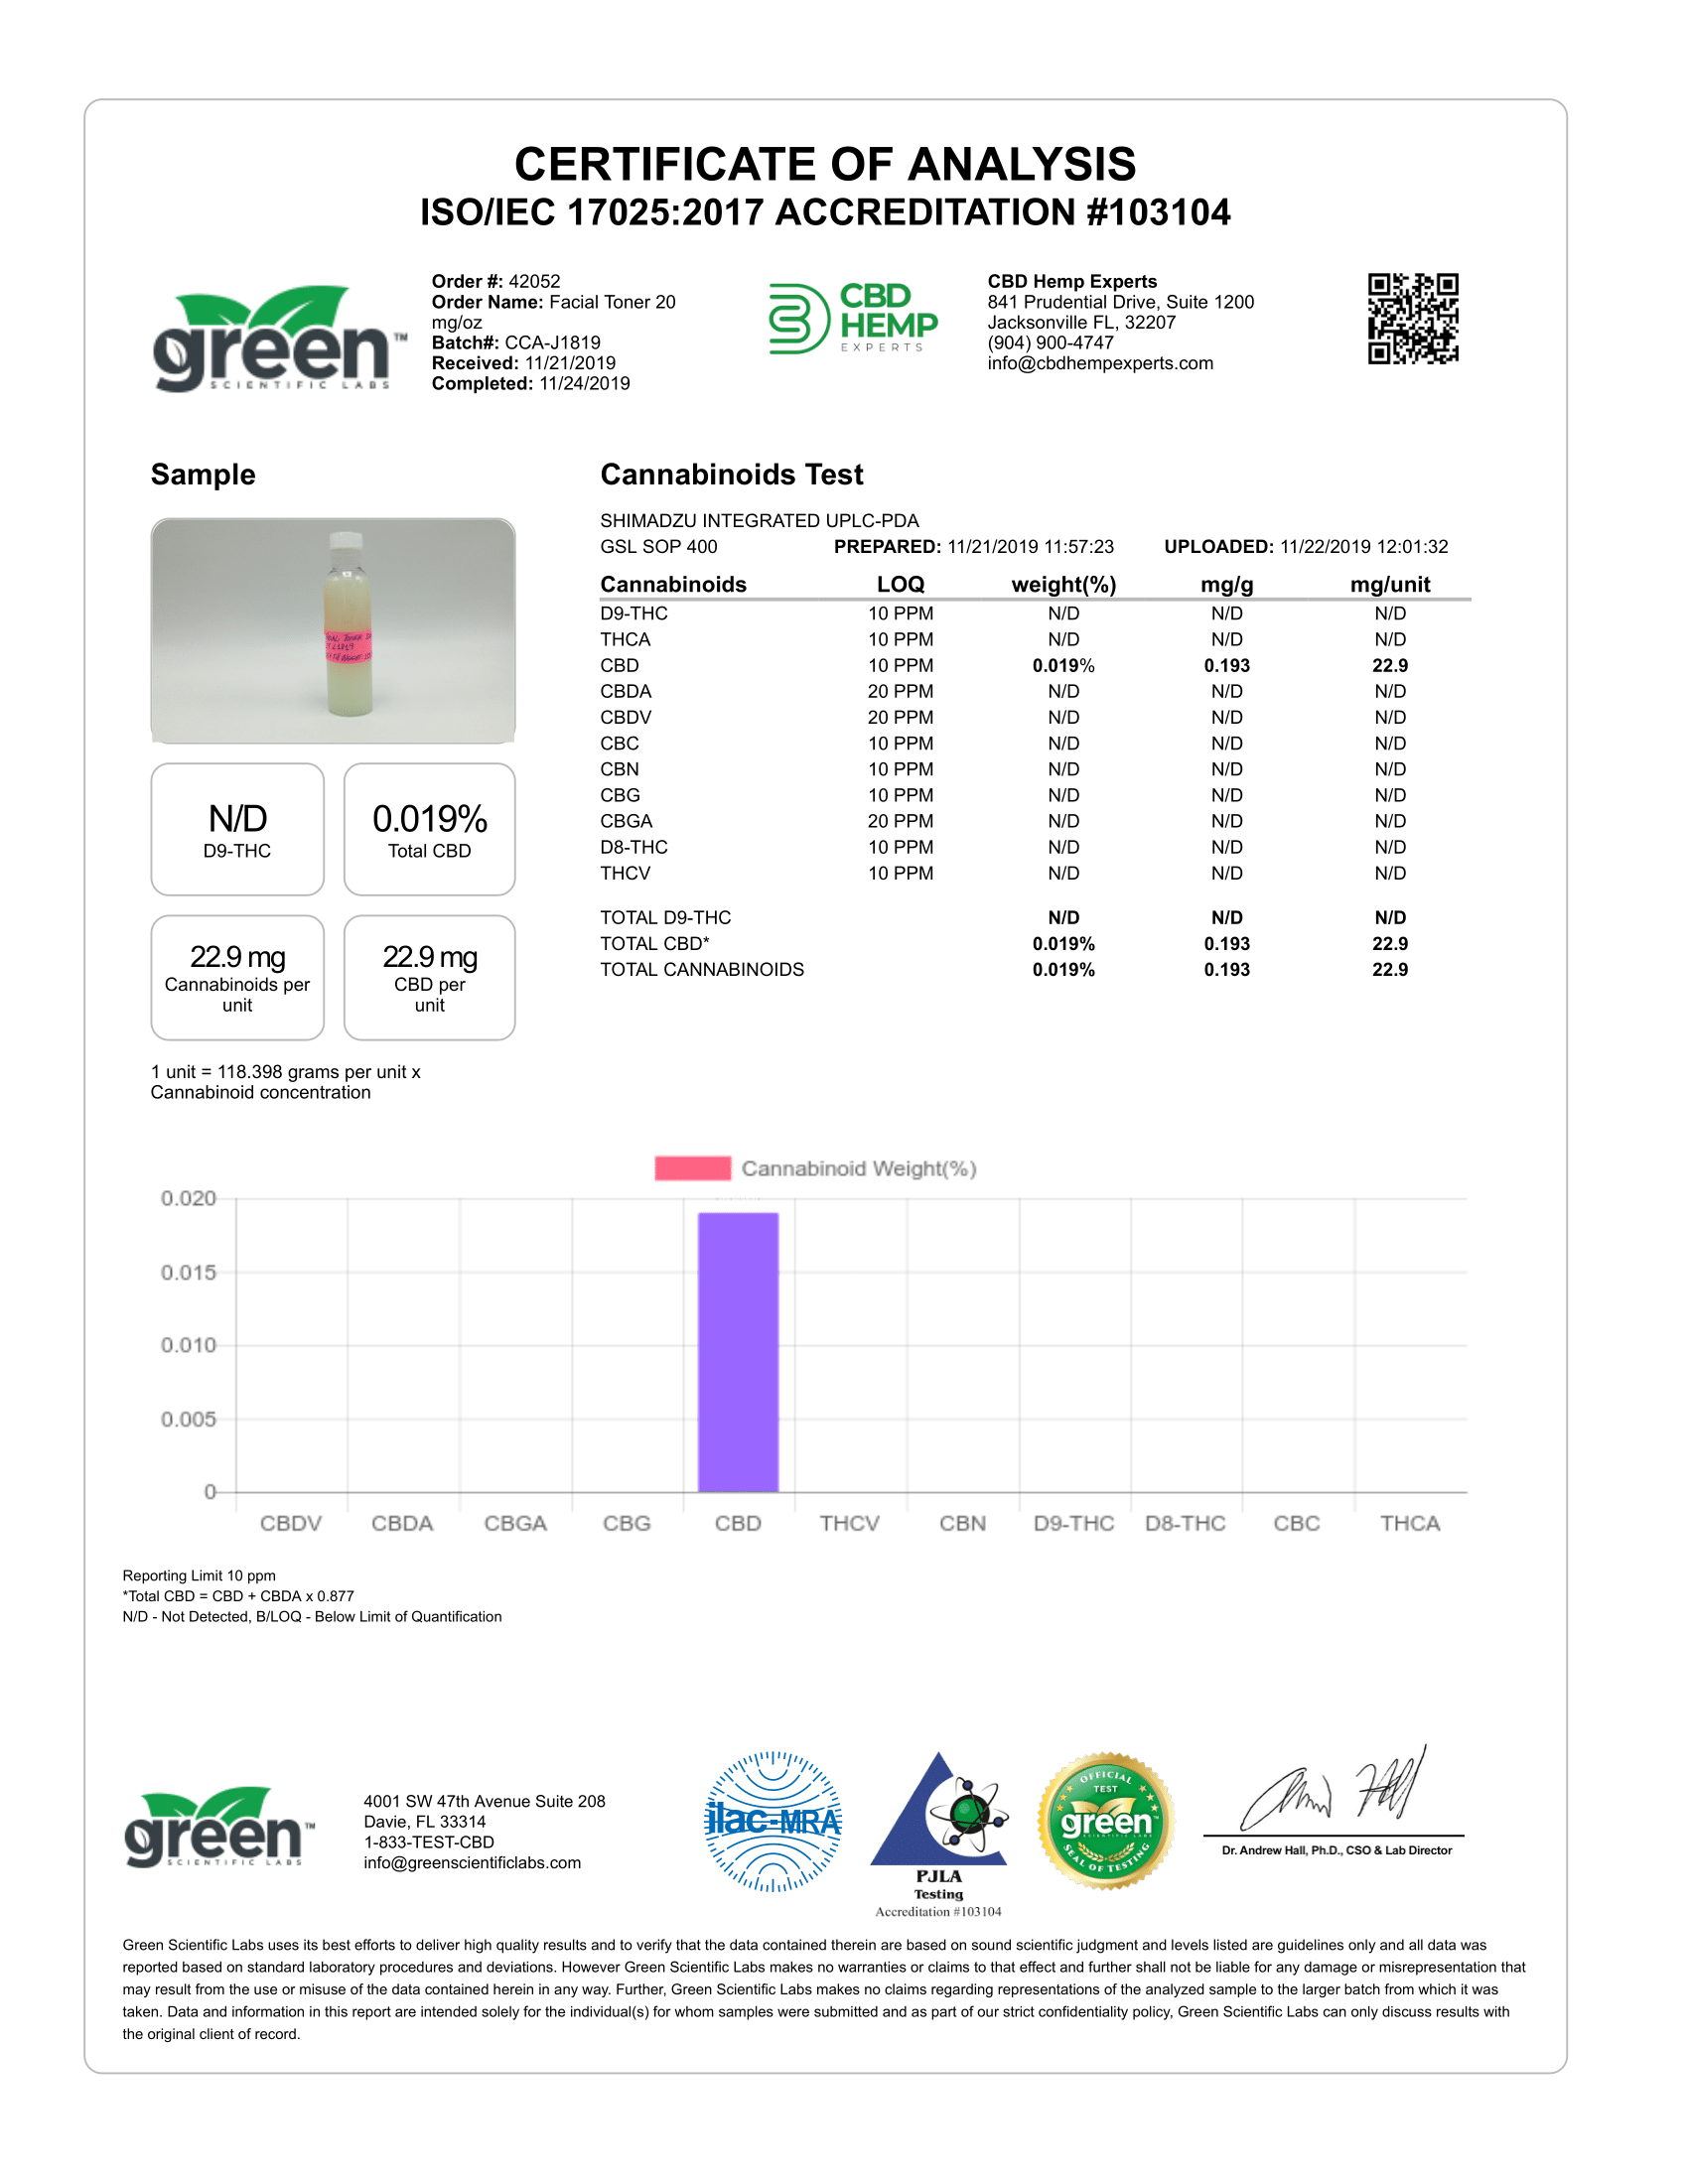 CERTIFICATE OF ANALYSIS
ISO/IEC 17025:2017 ACCREDITATION #103104
green™
SCIENTIFIC LABS
Order #: 42052
Order Name: Facial Toner 20
mg/oz
Batch#: CCA-J1819
Received: 11/21/2019
Completed: 11/24/2019
CBD
HEMP
EXPERTS
CBD Hemp Experts
841 Prudential Drive, Suite 1200
Jacksonville FL, 32207
(904) 900-4747
info@cbdhempexperts.com
Sample
N/D
D9-THC
0.019%
Total CBD
22.9 mg
Cannabinoids per
unit
22.9 mg
CBD per
unit
1 unit = 118.398 grams per unit x
Cannabinoid concentration
Cannabinoids Test
SHIMADZU INTEGRATED UPLC-PDA
GSL SOP 400 PREPARED: 11/21/2019 11:57:23 UPLOADED: 11/22/2019 12:01:32
Cannabinoids LOQ weight(%) mg/g mg/unit
D9-THC 10 PPM N/D N/D N/D
THCA 10 PPM N/D N/D N/D
CBD 10 PPM 0.019% 0.193 22.9
CBDA 20 PPM N/D N/D N/D
CBDV 20 PPM N/D N/D N/D
CBC 10 PPM N/D N/D N/D
CBN 10 PPM N/D N/D N/D
CBG 10 PPM N/D N/D N/D
CBGA 20 PPM N/D N/D N/D
D8-THC 10 PPM N/D N/D N/D
THCV 10 PPM N/D N/D N/D
TOTAL D9-THC N/D N/D N/D
TOTAL CBD* 0.019% 0.193 22.9
TOTAL CANNABINOIDS 0.019% 0.193 22.9
Cannabinoid Weight(%)
0.020
0.015
0.010
0.005
0
CBDV CBDA CBGA CBG CBD THCV CBN D9-THC D8-THC CBC THCA
Reporting Limit 10 ppm
*Total CBD = CBD + CBDA x 0.877
N/D - Not Detected, B/LOQ - Below Limit of Quantification
green™
SCIENTIFIC LABS
4001 SW 47th Avenue Suite 208
Davie, FL 33314
1-833-TEST-CBD
info@greenscientificlabs.com
ilac-MRA
PJLA
Testing
Accreditation #103104
OFFICIAL
TEST
green™
SCIENTIFIC LABS
SEAL OF TESTING
Dr. Andrew Hall, Ph.D., CSO & Lab Director
Green Scientific Labs uses its best efforts to deliver high quality results and to verify that the data contained therein are based on sound scientific judgment and levels listed are guidelines only and all data was
reported based on standard laboratory procedures and deviations. However Green Scientific Labs makes no warranties or claims to that effect and further shall not be liable for any damage or misrepresentation that
may result from the use or misuse of the data contained herein in any way. Further, Green Scientific Labs makes no claims regarding representations of the analyzed sample to the larger batch from which it was
taken. Data and information in this report are intended solely for the individual(s) for whom samples were submitted and as part of our strict confidentiality policy, Green Scientific Labs can only discuss results with
the original client of record.